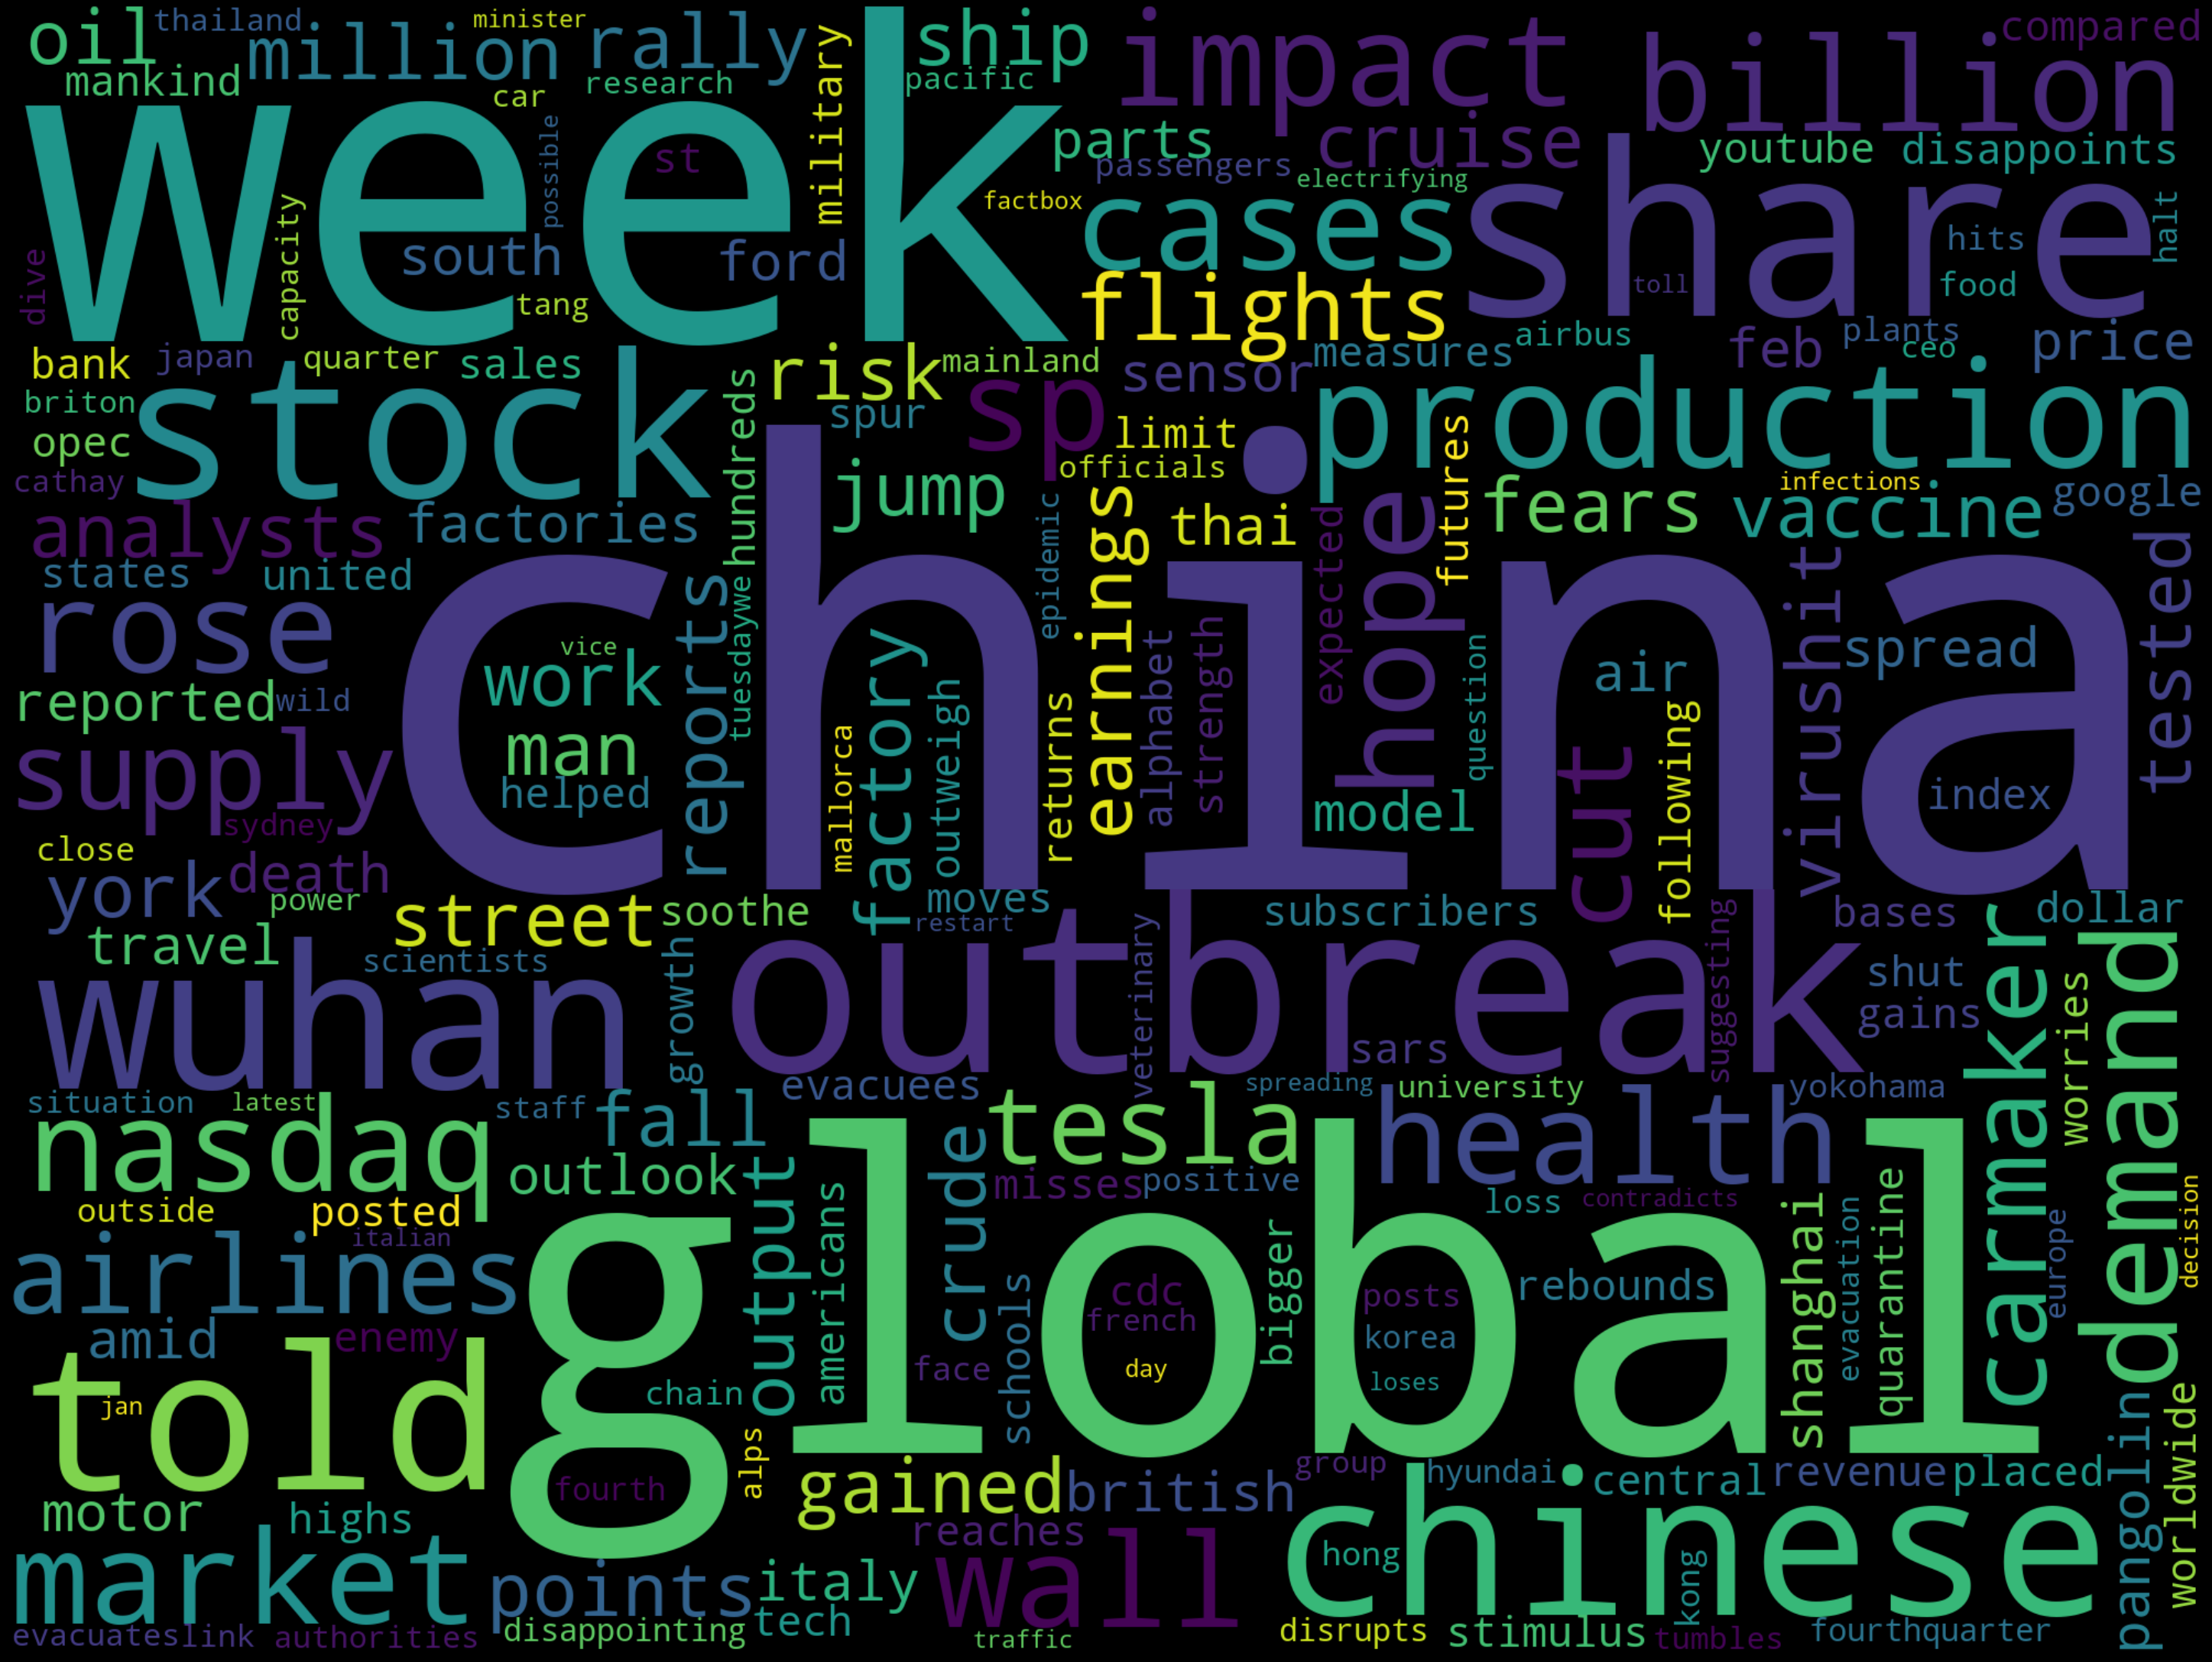 oil
thailand
minister
million
rally
ship
impact
billion
compared
mankind
car
research
military
pacific
week
parts
cruise
youtube
disappoints
possible
st
passengers
electrifying
factbox
cases
share
halt
capacity
south
ford
hits
dive
tang
flights
toll
food
bank
japan
quarter
sales
risk
mainland
sensor
measures
airbus
feb
plants
ceo
price
briton
stock
hundreds
spur
sp
limit
production
opec
officials
futures
cathay
jump
infections
google
analysts
factories
epidemic
earnings
thai
expected
hope
fears
vaccine
states
united
china
virushit
tested
rose
reports
tuesdaywe
vice
work
factory
alphabet
strength
question
air
spread
reported
wild
man
mallorca
outweigh
returns
cut
following
supply
helped
model
index
sydney
close
death
york
power
street
soothe
moves
restart
subscribers
bases
dollar
travel
scientists
wuhan
growth
outbreak
veterinary
suggesting
shut
carmaker
demand
sars
gains
worries
situation
latest
staff
fall
evacuees
tesla
spreading
university
yokohama
nasdaq
outlook
output
crude
misses
positive
health
loss
contradicts
outside
posted
italian
americans
bigger
shanghai
evacuation
quarantine
europe
decision
airlines
global
schools
cdc
french
posts
rebounds
amid
enemy
korea
told
jan
chain
face
day
loses
alps
fourth
gained
british
group
hyundai
central
revenue
placed
pangolin
worldwide
motor
highs
reaches
chinese
market
points
italy
wall
hong
kong
tech
evacuates
link
authorities
disappointing
traffic
disrupts
stimulus
tumbles
fourthquarter